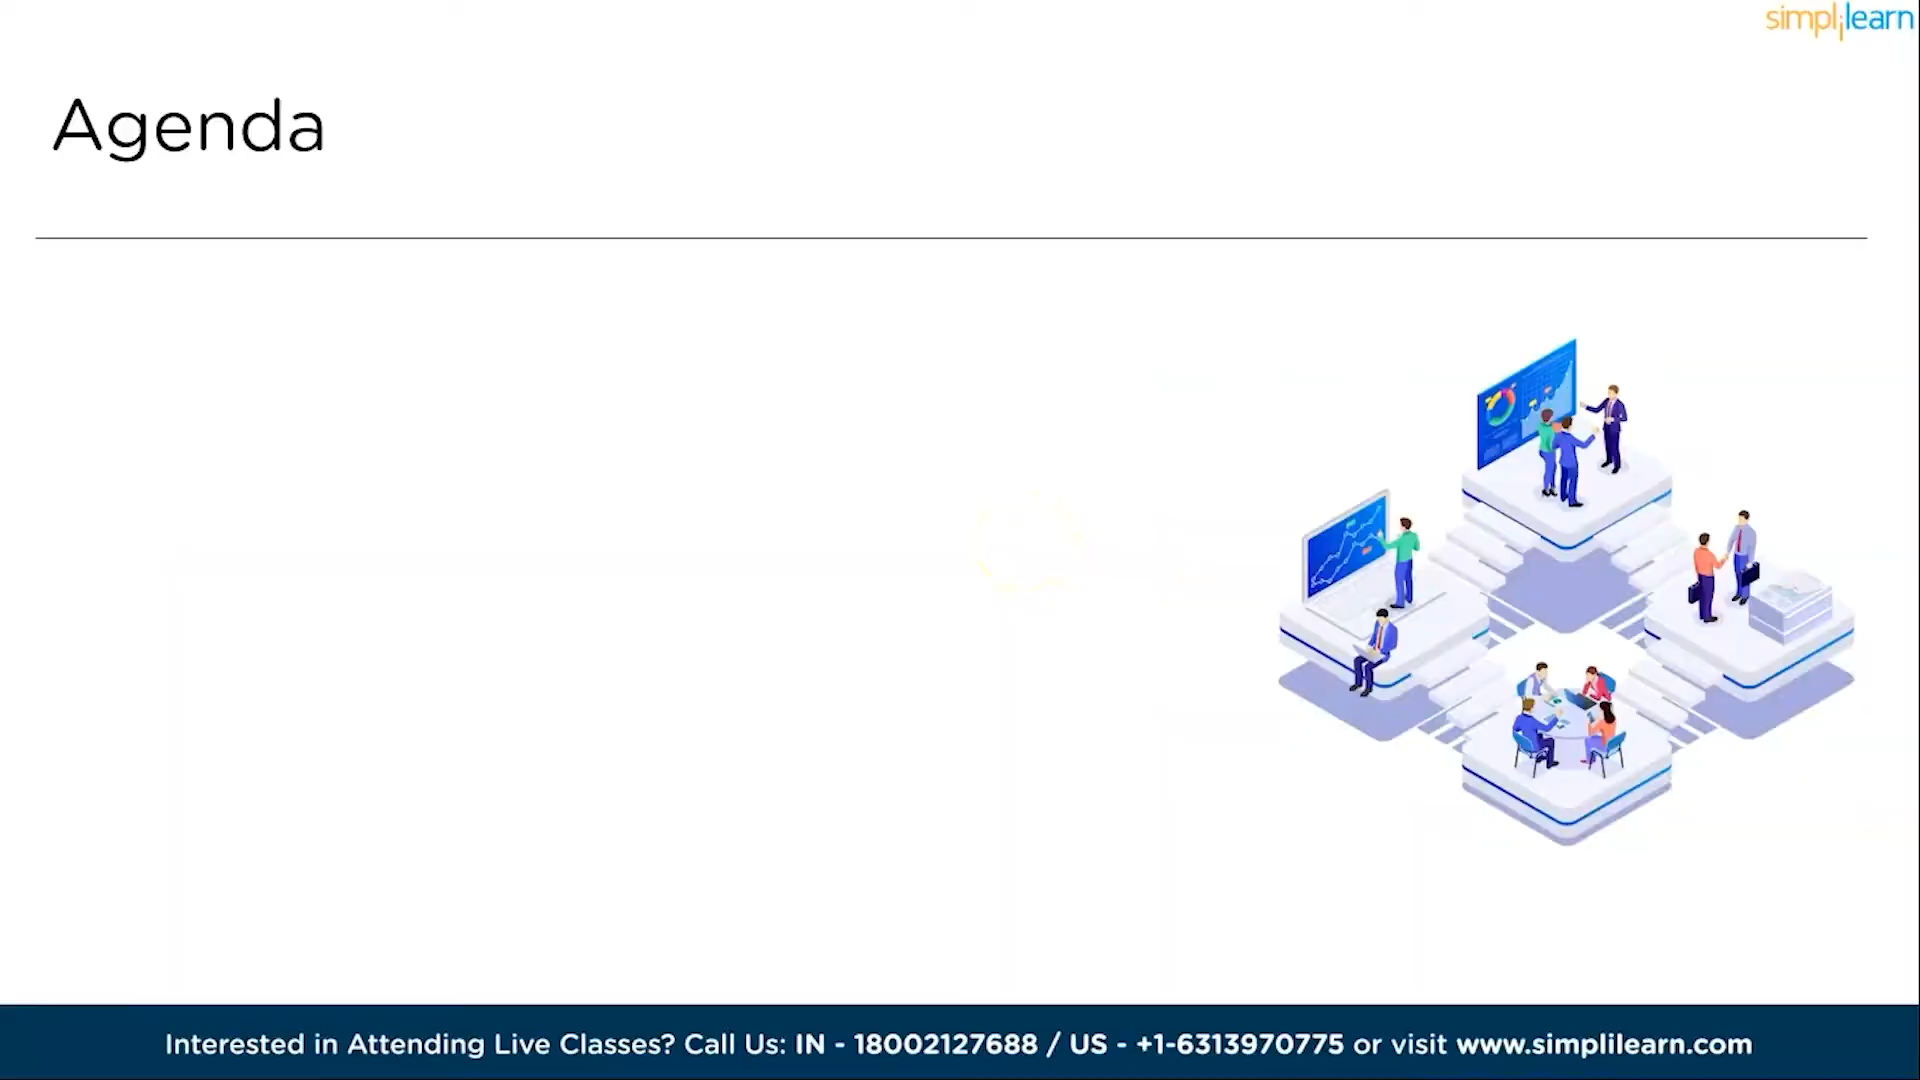 simplilearn
Agenda
Interested in Attending Live Classes? Call Us: IN - 18002127688 / US - +1-6313970775 or visit www.simplilearn.com